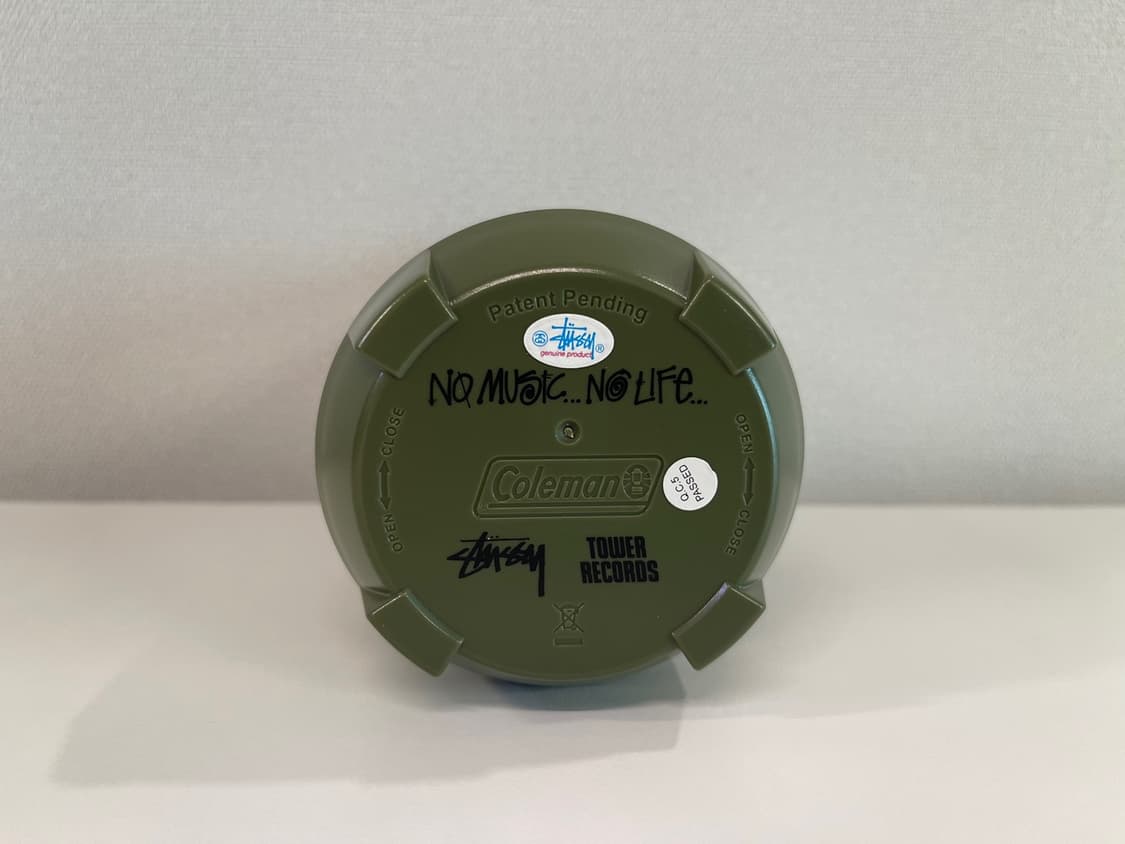 Patent Pending
Stüssy ®
genuine product
NO MUSIC... NO LIFE...
OPEN ↔ CLOSE
OPEN ↔ CLOSE
Coleman
Q.C.5
PASSED
Stüssy
TOWER
RECORDS